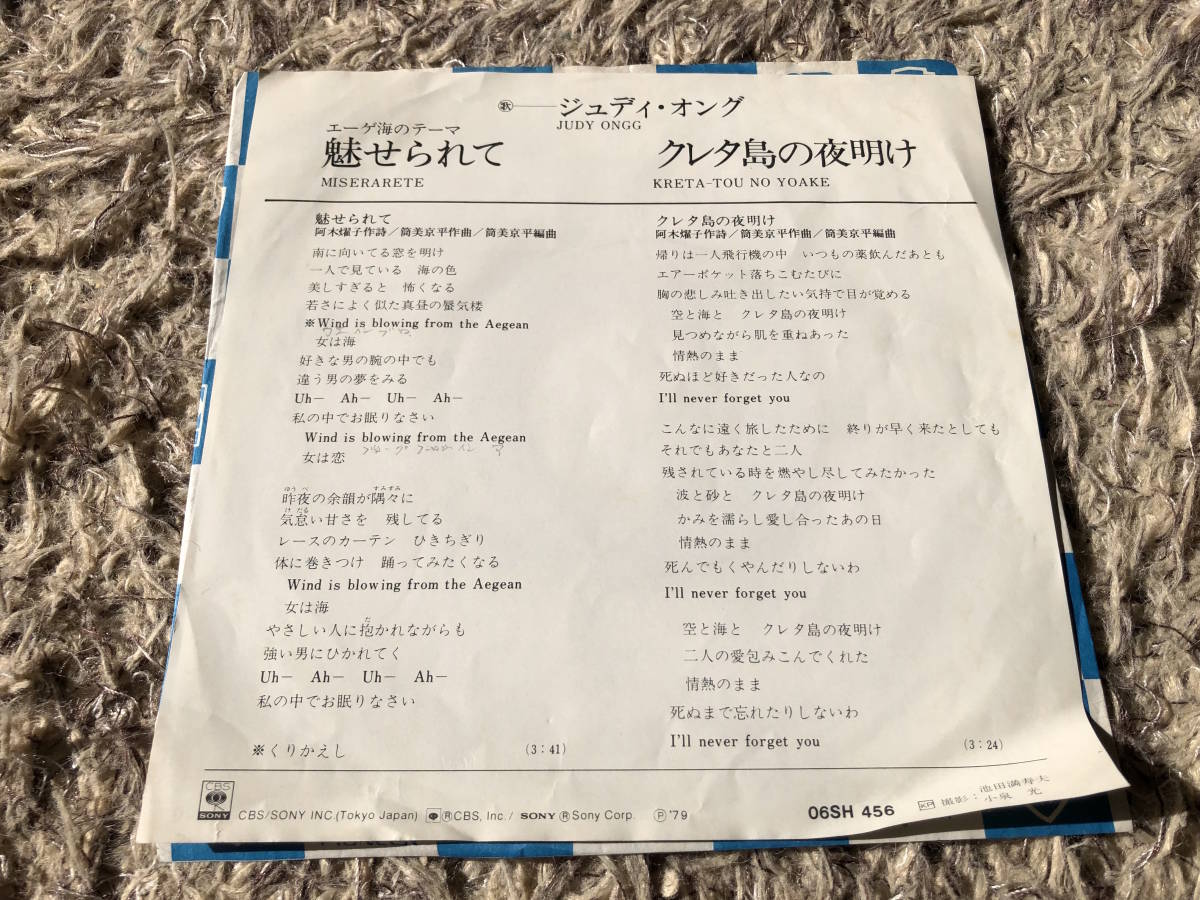 歌―ジュディ・オング
JUDY ONGG
エーゲ海のテーマ
魅せられて
MISERARETE
クレタ島の夜明け
KRETA-TOU NO YOAKE
魅せられて
阿木燿子作詩/筒美京平作曲/筒美京平編曲
南に向いてる窓を明け
一人で見ている 海の色
美しすぎると 怖くなる
若さによく似た真昼の蜃気楼
※Wind is blowing from the Aegean
女は海
好きな男の腕の中でも
違う男の夢をみる
Uh― Ah― Uh― Ah―
私の中でお眠りなさい
Wind is blowing from the Aegean
女は恋
昨夜の余韻が隅々に
気怠い甘さを 残してる
レースのカーテン ひきちぎり
体に巻きつけ 踊ってみたくなる
Wind is blowing from the Aegean
女は海
やさしい人に抱かれながらも
強い男にひかれてく
Uh― Ah― Uh― Ah―
私の中でお眠りなさい
※くりかえし
(3:41)
クレタ島の夜明け
阿木燿子作詩/筒美京平作曲/筒美京平編曲
帰りは一人飛行機の中 いつもの薬飲んだあとも
エアーポケット落ちこむたびに
胸の悲しみ吐き出したい気持で目が覚める
空と海と クレタ島の夜明け
見つめながら肌を重ねあった
情熱のまま
死ぬほど好きだった人なの
I'll never forget you
こんなに遠く旅したために 終りが早く来たとしても
それでもあなたと二人
残されている時を燃やし尽してみたかった
波と砂と クレタ島の夜明け
かみを濡らし愛し合ったあの日
情熱のまま
死んでもくやんだりしないわ
I'll never forget you
空と海と クレタ島の夜明け
二人の愛包みこんでくれた
情熱のまま
死ぬまで忘れたりしないわ
I'll never forget you
(3:24)
CBS
SONY
CBS/SONY INC.(Tokyo Japan) ⓇCBS, Inc./ SONY ⓇSony Corp. Ⓟ'79
06SH 456
KP 撮影:池田満寿夫
小泉 光